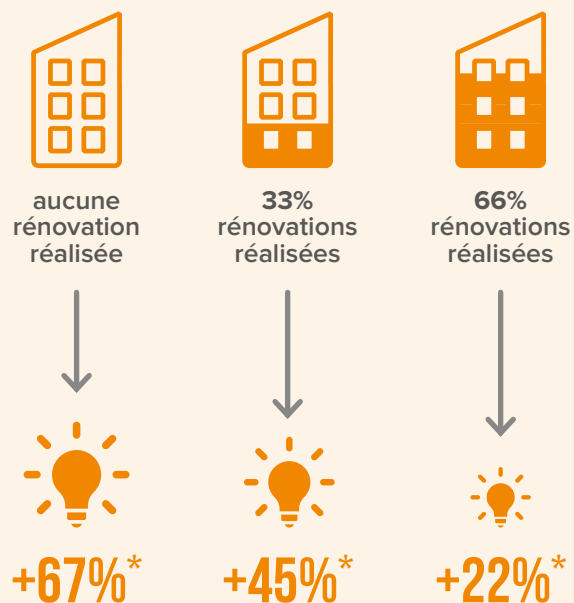 aucune
rénovation
réalisée
33%
rénovations
réalisées
66%
rénovations
réalisées
+67%*
+45%*
+22%*